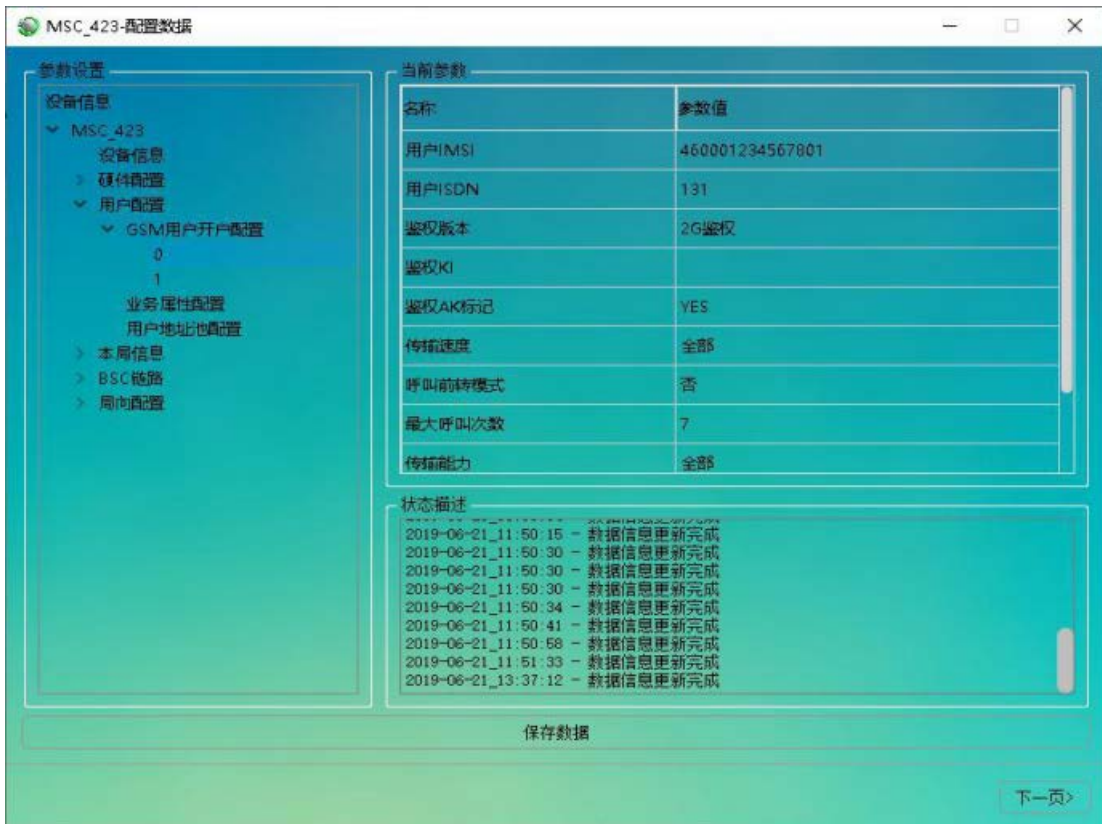 MSC_423-配置数据
参数设置
设备信息
MSC_423
设备信息
硬件配置
用户配置
GSM用户开户配置
0
1
业务属性配置
用户地址池配置
本局信息
BSC链路
局向配置
当前参数
名称 参数值
用户IMSI 460001234567801
用户ISDN 131
鉴权版本 2G鉴权
鉴权KI
鉴权AK标记 YES
传输速度 全部
呼叫前转模式 否
最大呼叫次数 7
传输能力 全部
状态描述
2019-06-21_11:50:15 - 数据信息更新完成
2019-06-21_11:50:30 - 数据信息更新完成
2019-06-21_11:50:30 - 数据信息更新完成
2019-06-21_11:50:30 - 数据信息更新完成
2019-06-21_11:50:34 - 数据信息更新完成
2019-06-21_11:50:41 - 数据信息更新完成
2019-06-21_11:50:58 - 数据信息更新完成
2019-06-21_11:51:33 - 数据信息更新完成
2019-06-21_13:37:12 - 数据信息更新完成
保存数据
下一页>